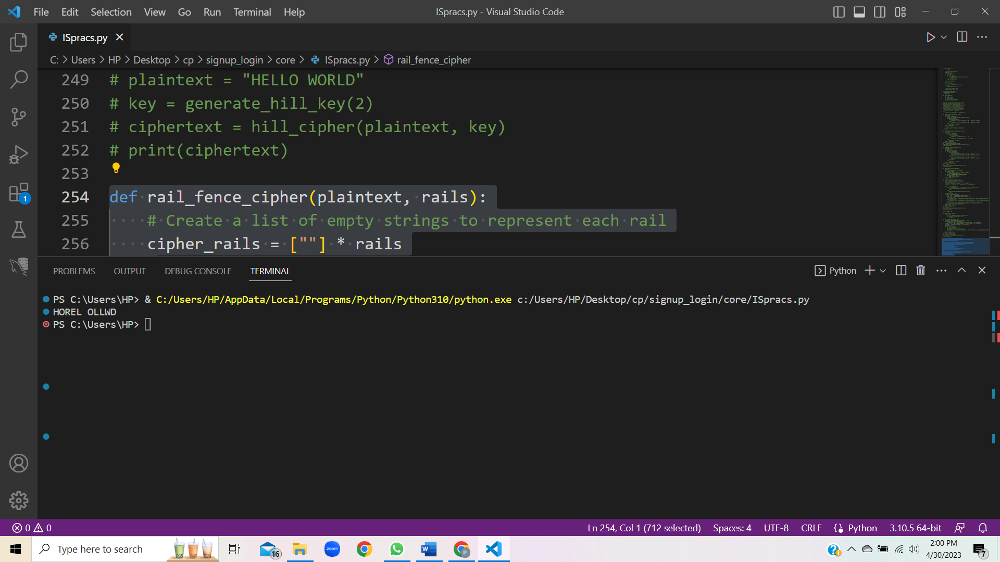 File Edit Selection View Go Run Terminal Help
ISpracs.py - Visual Studio Code
ISpracs.py
C: > Users > HP > Desktop > cp > signup_login > core > ISpracs.py > rail_fence_cipher
249 # plaintext = "HELLO WORLD"
250 # key = generate_hill_key(2)
251 # ciphertext = hill_cipher(plaintext, key)
252 # print(ciphertext)
253
254 def rail_fence_cipher(plaintext, rails):
255 # Create a list of empty strings to represent each rail
256 cipher_rails = [""] * rails
1
PROBLEMS OUTPUT DEBUG CONSOLE TERMINAL
Python
PS C:\Users\HP> & C:/Users/HP/AppData/Local/Programs/Python/Python310/python.exe c:/Users/HP/Desktop/cp/signup_login/core/ISpracs.py
HOREL OLLWD
PS C:\Users\HP>
0 0
Ln 254, Col 1 (712 selected) Spaces: 4 UTF-8 CRLF Python 3.10.5 64-bit
Type here to search
16
zoom
W
P
2:00 PM
4/30/2023
7